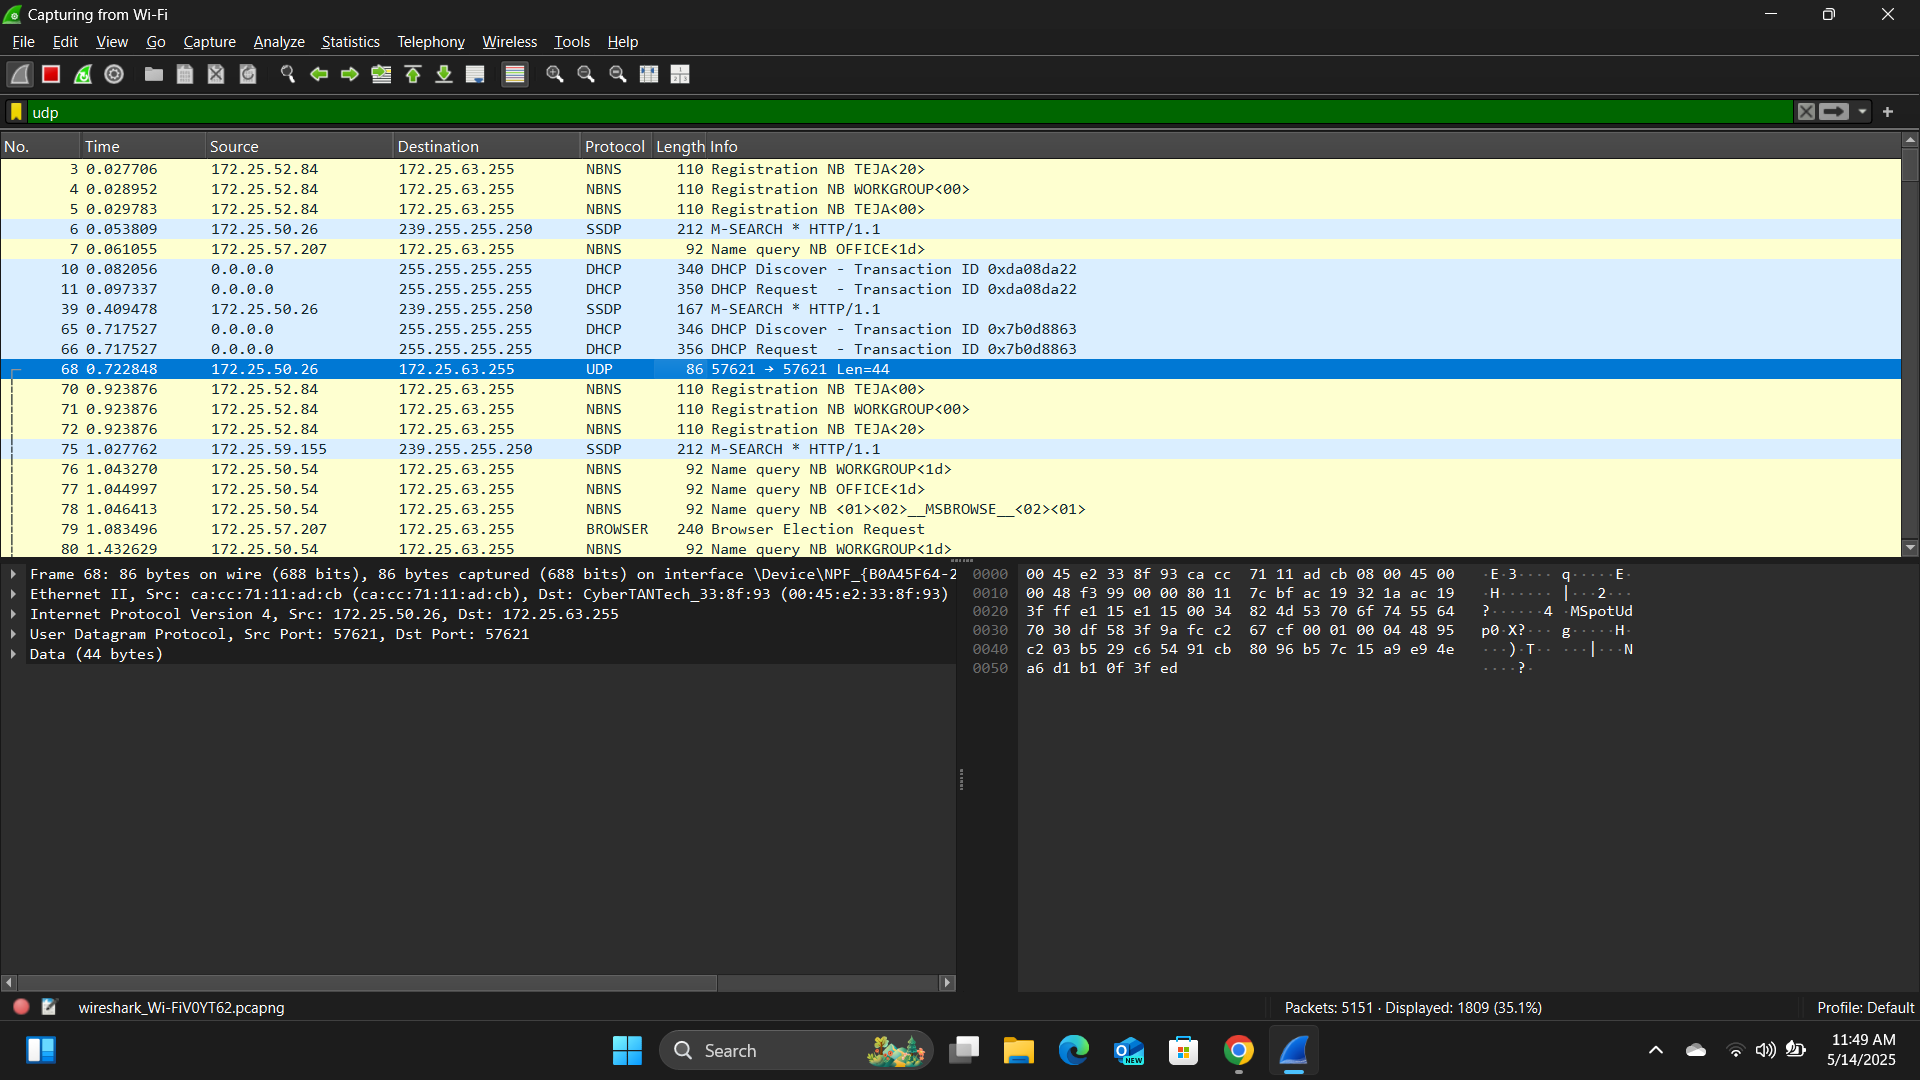 Capturing from Wi-Fi
File Edit View Go Capture Analyze Statistics Telephony Wireless Tools Help
udp
No. Time Source Destination Protocol Length Info
3 0.027706 172.25.52.84 172.25.63.255 NBNS 110 Registration NB TEJA<20>
4 0.028952 172.25.52.84 172.25.63.255 NBNS 110 Registration NB WORKGROUP<00>
5 0.029783 172.25.52.84 172.25.63.255 NBNS 110 Registration NB TEJA<00>
6 0.053809 172.25.50.26 239.255.255.250 SSDP 212 M-SEARCH * HTTP/1.1
7 0.061055 172.25.57.207 172.25.63.255 NBNS 92 Name query NB OFFICE<1d>
10 0.082056 0.0.0.0 255.255.255.255 DHCP 340 DHCP Discover - Transaction ID 0xda08da22
11 0.097337 0.0.0.0 255.255.255.255 DHCP 350 DHCP Request - Transaction ID 0xda08da22
39 0.409478 172.25.50.26 239.255.255.250 SSDP 167 M-SEARCH * HTTP/1.1
65 0.717527 0.0.0.0 255.255.255.255 DHCP 346 DHCP Discover - Transaction ID 0x7b0d8863
66 0.717527 0.0.0.0 255.255.255.255 DHCP 356 DHCP Request - Transaction ID 0x7b0d8863
68 0.722848 172.25.50.26 172.25.63.255 UDP 86 57621 → 57621 Len=44
70 0.923876 172.25.52.84 172.25.63.255 NBNS 110 Registration NB TEJA<00>
71 0.923876 172.25.52.84 172.25.63.255 NBNS 110 Registration NB WORKGROUP<00>
72 0.923876 172.25.52.84 172.25.63.255 NBNS 110 Registration NB TEJA<20>
75 1.027762 172.25.59.155 239.255.255.250 SSDP 212 M-SEARCH * HTTP/1.1
76 1.043270 172.25.50.54 172.25.63.255 NBNS 92 Name query NB WORKGROUP<1d>
77 1.044997 172.25.50.54 172.25.63.255 NBNS 92 Name query NB OFFICE<1d>
78 1.046413 172.25.50.54 172.25.63.255 NBNS 92 Name query NB <01><02>__MSBROWSE__<02><01>
79 1.083496 172.25.57.207 172.25.63.255 BROWSER 240 Browser Election Request
80 1.432629 172.25.50.54 172.25.63.255 NBNS 92 Name query NB WORKGROUP<1d>
Frame 68: 86 bytes on wire (688 bits), 86 bytes captured (688 bits) on interface \Device\NPF_{B0A45F64-2
Ethernet II, Src: ca:cc:71:11:ad:cb (ca:cc:71:11:ad:cb), Dst: CyberTANTech_33:8f:93 (00:45:e2:33:8f:93)
Internet Protocol Version 4, Src: 172.25.50.26, Dst: 172.25.63.255
User Datagram Protocol, Src Port: 57621, Dst Port: 57621
Data (44 bytes)
0000 00 45 e2 33 8f 93 ca cc 71 11 ad cb 08 00 45 00 ·E·3···· q·····E·
0010 00 48 f3 99 00 00 80 11 7c bf ac 19 32 1a ac 19 ·H······ |···2···
0020 3f ff e1 15 e1 15 00 34 82 4d 53 70 6f 74 55 64 ?······4 ·MSpotUd
0030 70 30 df 58 3f 9a fc c2 67 cf 00 01 00 04 48 95 p0·X?··· g·····H·
0040 c2 03 b5 29 c6 54 91 cb 80 96 b5 7c 15 a9 e9 4e ···)·T·· ···|···N
0050 a6 d1 b1 0f 3f ed ····?·
wireshark_Wi-FiV0YT62.pcapng
Packets: 5151 · Displayed: 1809 (35.1%)
Profile: Default
Search
NEW
11:49 AM
5/14/2025